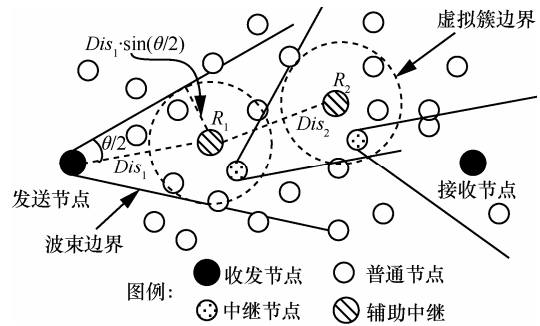 Dis₁·sin(θ/2)
虚拟簇边界
R₂
R₁
Dis₂
θ/2
Dis₁
发送节点
接收节点
波束边界
图例：
收发节点
普通节点
中继节点
辅助中继